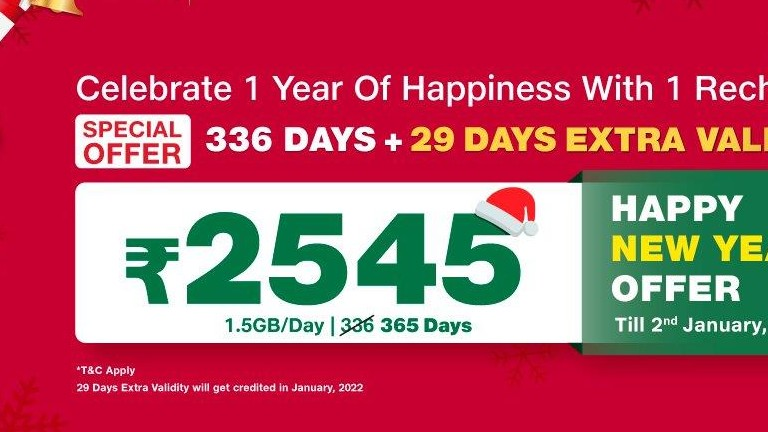 Celebrate 1 Year Of Happiness With 1 Rech
SPECIAL OFFER
336 DAYS + 29 DAYS EXTRA VALI
₹2545
1.5GB/Day | 336 365 Days
HAPPY
NEW YEA
OFFER
Till 2nd January,
*T&C Apply
29 Days Extra Validity will get credited in January, 2022